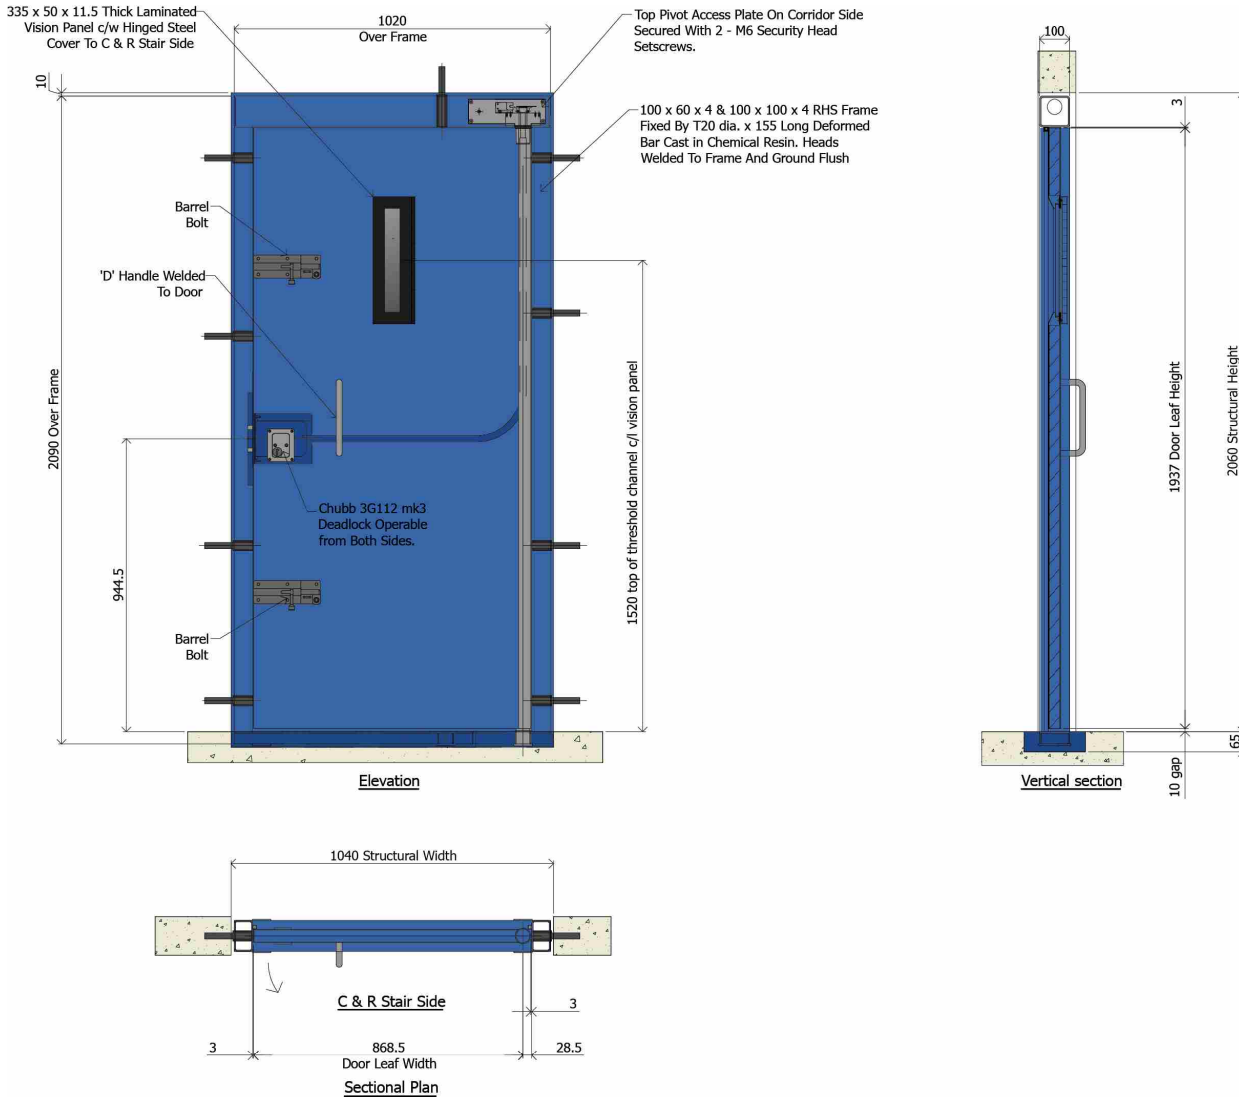 335 x 50 x 11.5 Thick Laminated
Vision Panel c/w Hinged Steel
Cover To C & R Stair Side
1020
Over Frame
Top Pivot Access Plate On Corridor Side
Secured With 2 - M6 Security Head
Setscrews.
100
10
100 x 60 x 4 & 100 x 100 x 4 RHS Frame
Fixed By T20 dia. x 155 Long Deformed
Bar Cast in Chemical Resin. Heads
Welded To Frame And Ground Flush
3
Barrel
Bolt
'D' Handle Welded
To Door
2090 Over Frame
1520 top of threshold channel c/l vision panel
1937 Door Leaf Height
2060 Structural Height
Chubb 3G112 mk3
Deadlock Operable
from Both Sides.
944.5
Barrel
Bolt
65
10 gap
Elevation
Vertical section
1040 Structural Width
C & R Stair Side
3
3
868.5
28.5
Door Leaf Width
Sectional Plan